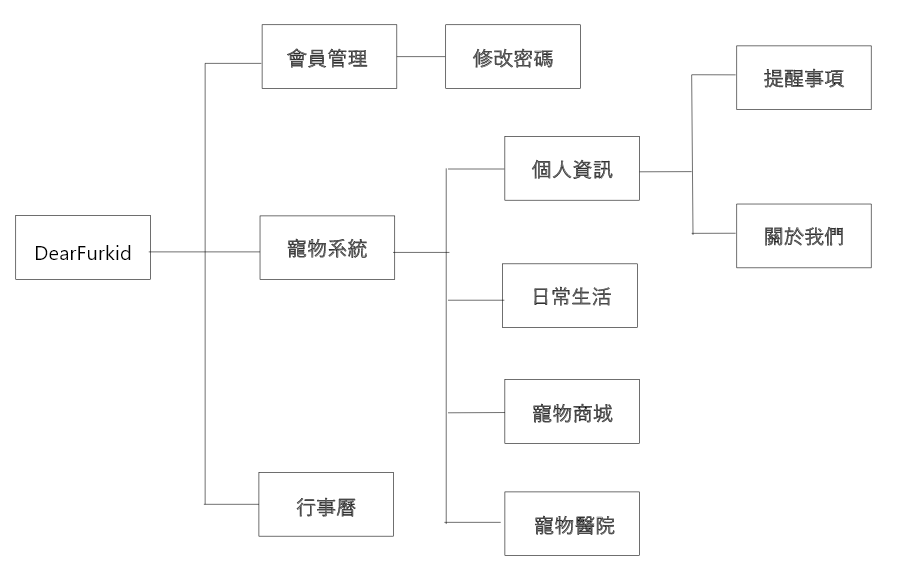 會員管理
修改密碼
提醒事項
個人資訊
DearFurkid
寵物系統
關於我們
日常生活
寵物商城
行事曆
寵物醫院